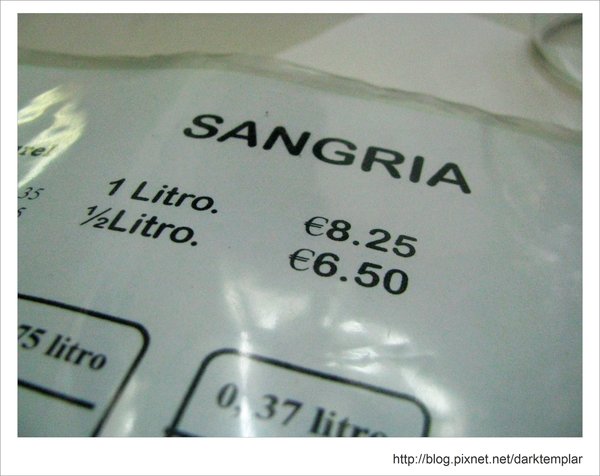 SANGRIA
1 Litro. €8.25
½Litro. €6.50
75 litro
0, 37 litro
http://blog.pixnet.net/darktemplar